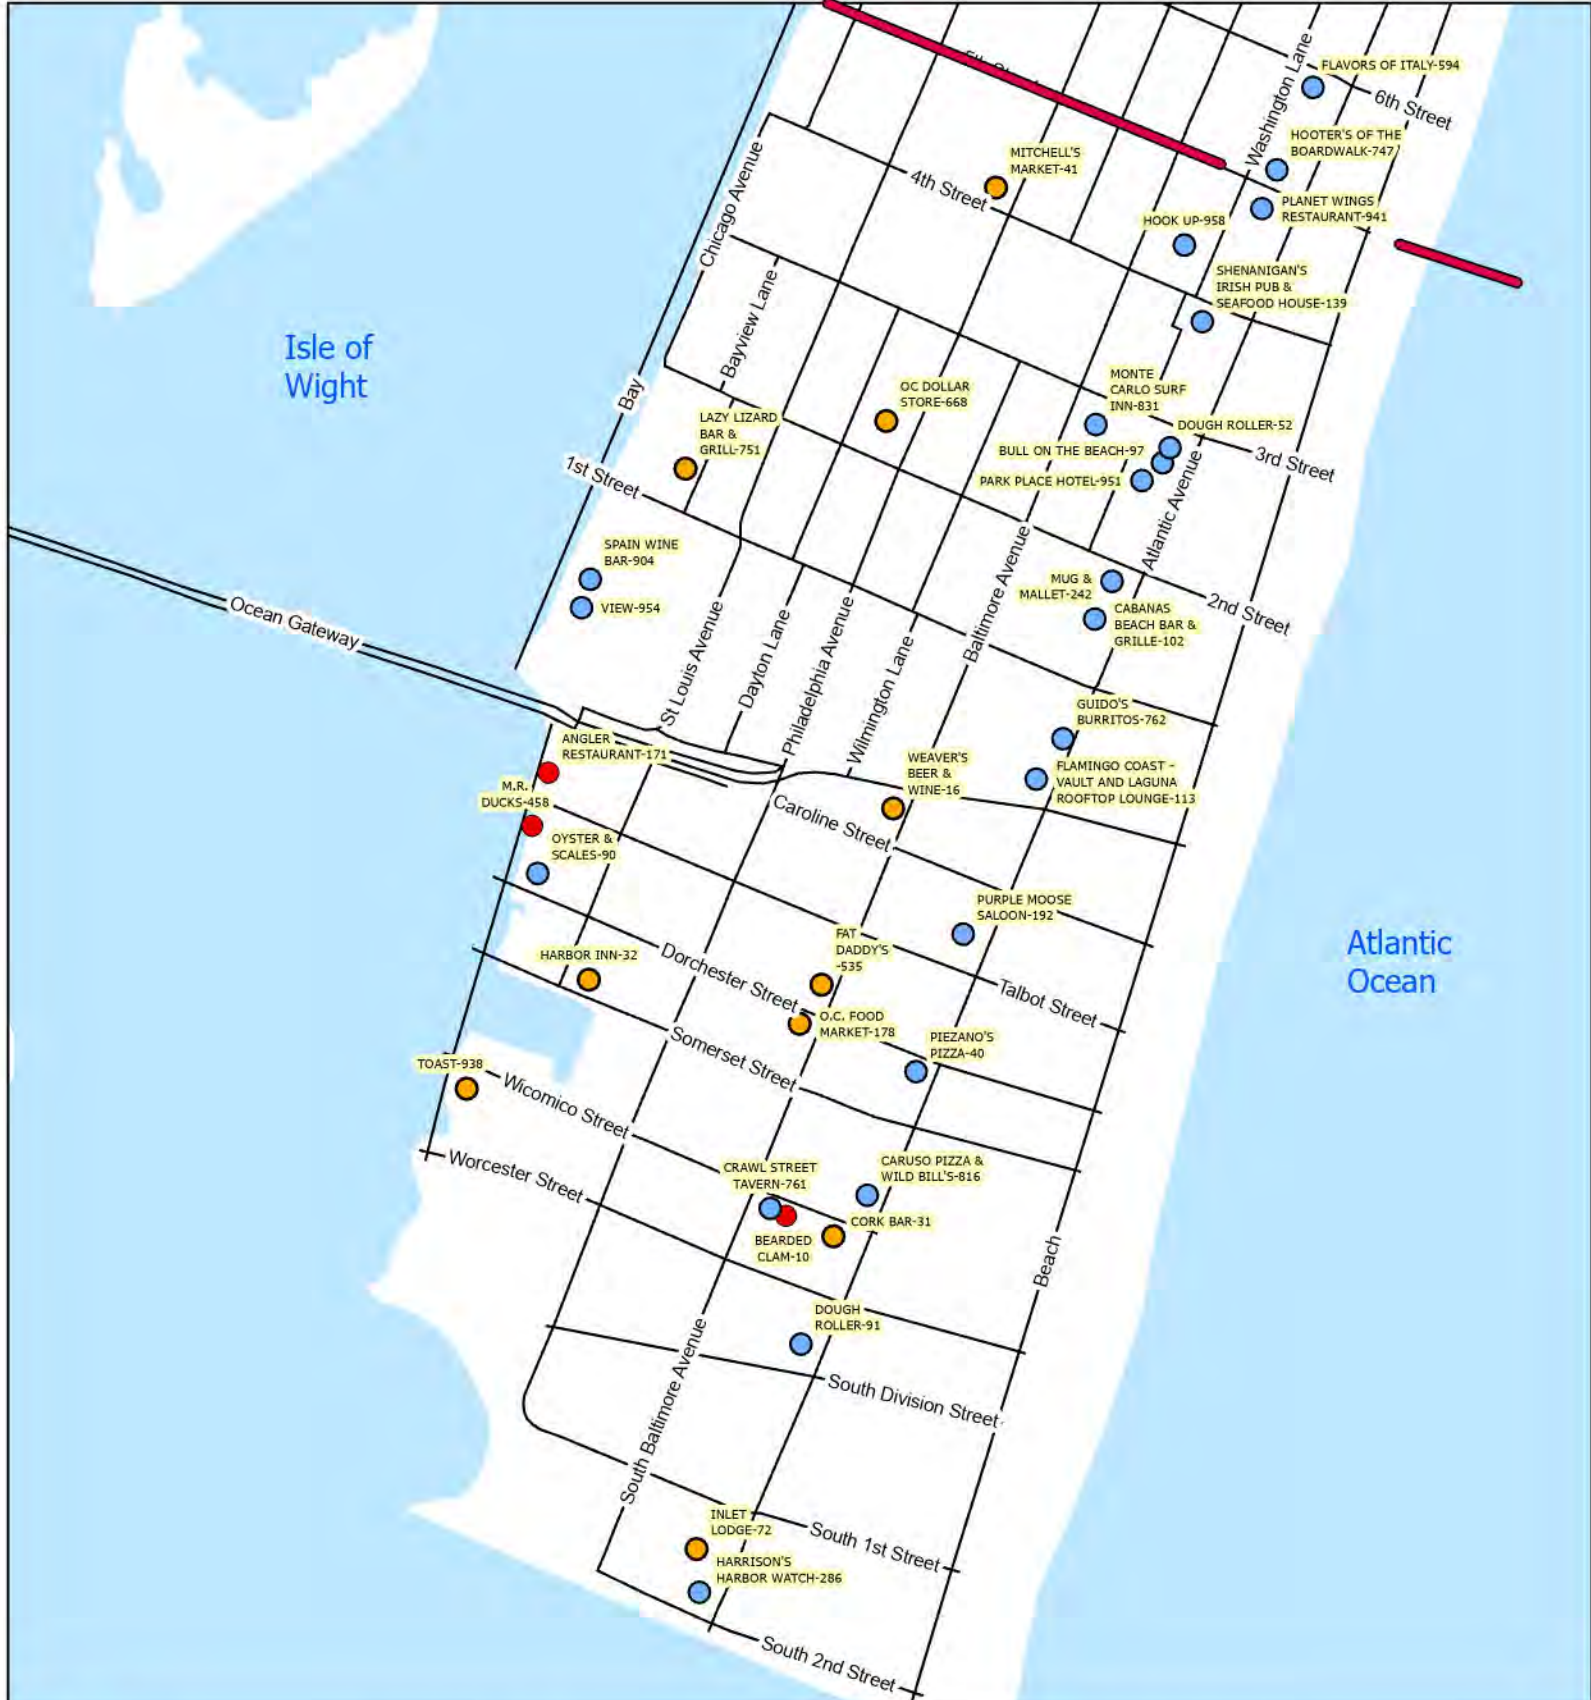 Washington Lane
FLAVORS OF ITALY-594
6th Street
HOOTER'S OF THE
BOARDWALK-747
MITCHELL'S
MARKET-41
4th Street
Chicago Avenue
PLANET WINGS
RESTAURANT-941
HOOK UP-958
SHENANIGAN'S
IRISH PUB &
SEAFOOD HOUSE-139
Bayview Lane
Isle of
Wight
Bay
OC DOLLAR
STORE-668
MONTE
CARLO SURF
INN-831
LAZY LIZARD
BAR &
GRILL-751
DOUGH ROLLER-52
BULL ON THE BEACH-97
PARK PLACE HOTEL-951
3rd Street
1st Street
Atlantic Avenue
SPAIN WINE
BAR-904
VIEW-954
Baltimore Avenue
MUG &
MALLET-242
CABANAS
BEACH BAR &
GRILLE-102
2nd Street
Ocean Gateway
St Louis Avenue
Dayton Lane
Philadelphia Avenue
Wilmington Lane
GUIDO'S
BURRITOS-762
ANGLER
RESTAURANT-171
WEAVER'S
BEER &
WINE-16
FLAMINGO COAST -
VAULT AND LAGUNA
ROOFTOP LOUNGE-113
M.R.
DUCKS-458
Caroline Street
OYSTER &
SCALES-90
PURPLE MOOSE
SALOON-192
FAT
DADDY'S
-535
HARBOR INN-32
Dorchester Street
Talbot Street
Atlantic
Ocean
O.C. FOOD
MARKET-178
PIEZANO'S
PIZZA-40
Somerset Street
TOAST-938
Wicomico Street
Worcester Street
CRAWL STREET
TAVERN-761
CARUSO PIZZA &
WILD BILL'S-816
CORK BAR-31
BEARDED
CLAM-10
Beach
DOUGH
ROLLER-91
South Baltimore Avenue
South Division Street
INLET
LODGE-72
South 1st Street
HARRISON'S
HARBOR WATCH-286
South 2nd Street